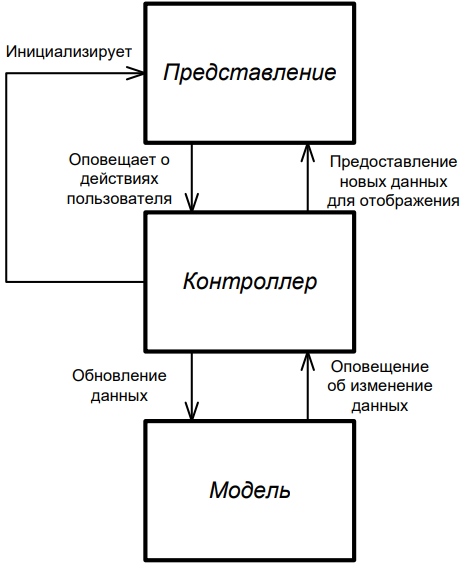 Инициализирует
Представление
Оповещает о
действиях
пользователя
Предоставление
новых данных
для отображения
Контроллер
Обновление
данных
Оповещение
об изменение
данных
Модель